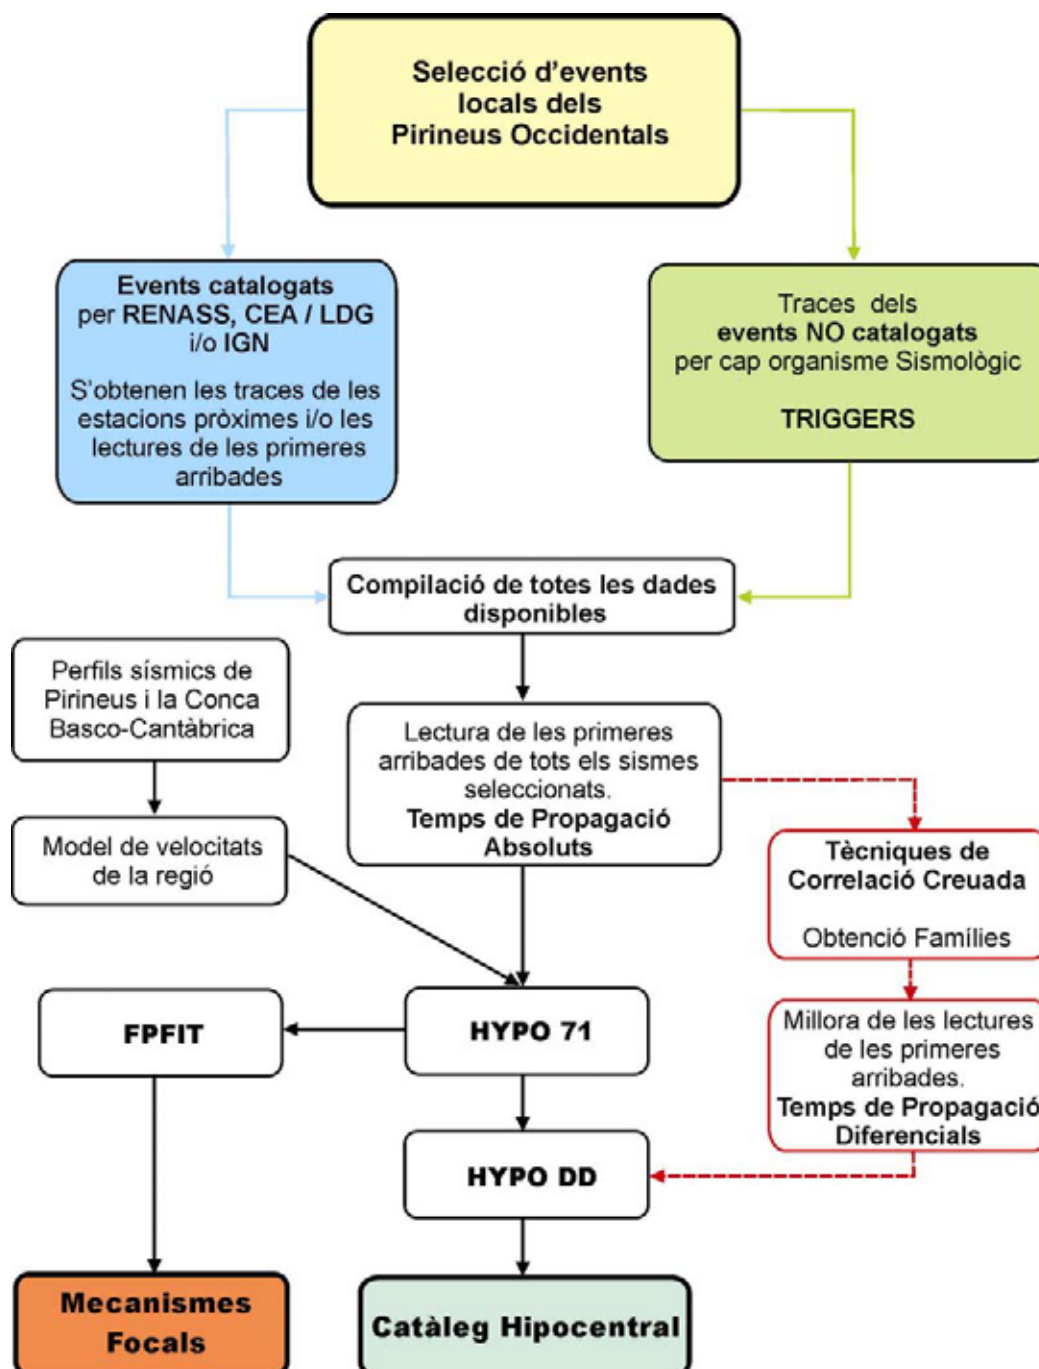 Selecció d'events
locals dels
Pirineus Occidentals
Events catalogats
per RENASS, CEA / LDG
i/o IGN
S'obtenen les traces de les
estacions pròximes i/o les
lectures de les primeres
arribades
Traces dels
events NO catalogats
per cap organisme Sismològic
TRIGGERS
Compilació de totes les dades
disponibles
Perfils sísmics de
Pirineus i la Conca
Basco-Cantàbrica
Lectura de les primeres
arribades de tots els sismes
seleccionats.
Temps de Propagació
Absoluts
Model de velocitats
de la regió
Tècniques de
Correlació Creuada
Obtenció Famílies
FPFIT
HYPO 71
Millora de les lectures
de les primeres
arribades.
Temps de Propagació
Diferencials
HYPO DD
Mecanismes
Focals
Catàleg Hipocentral